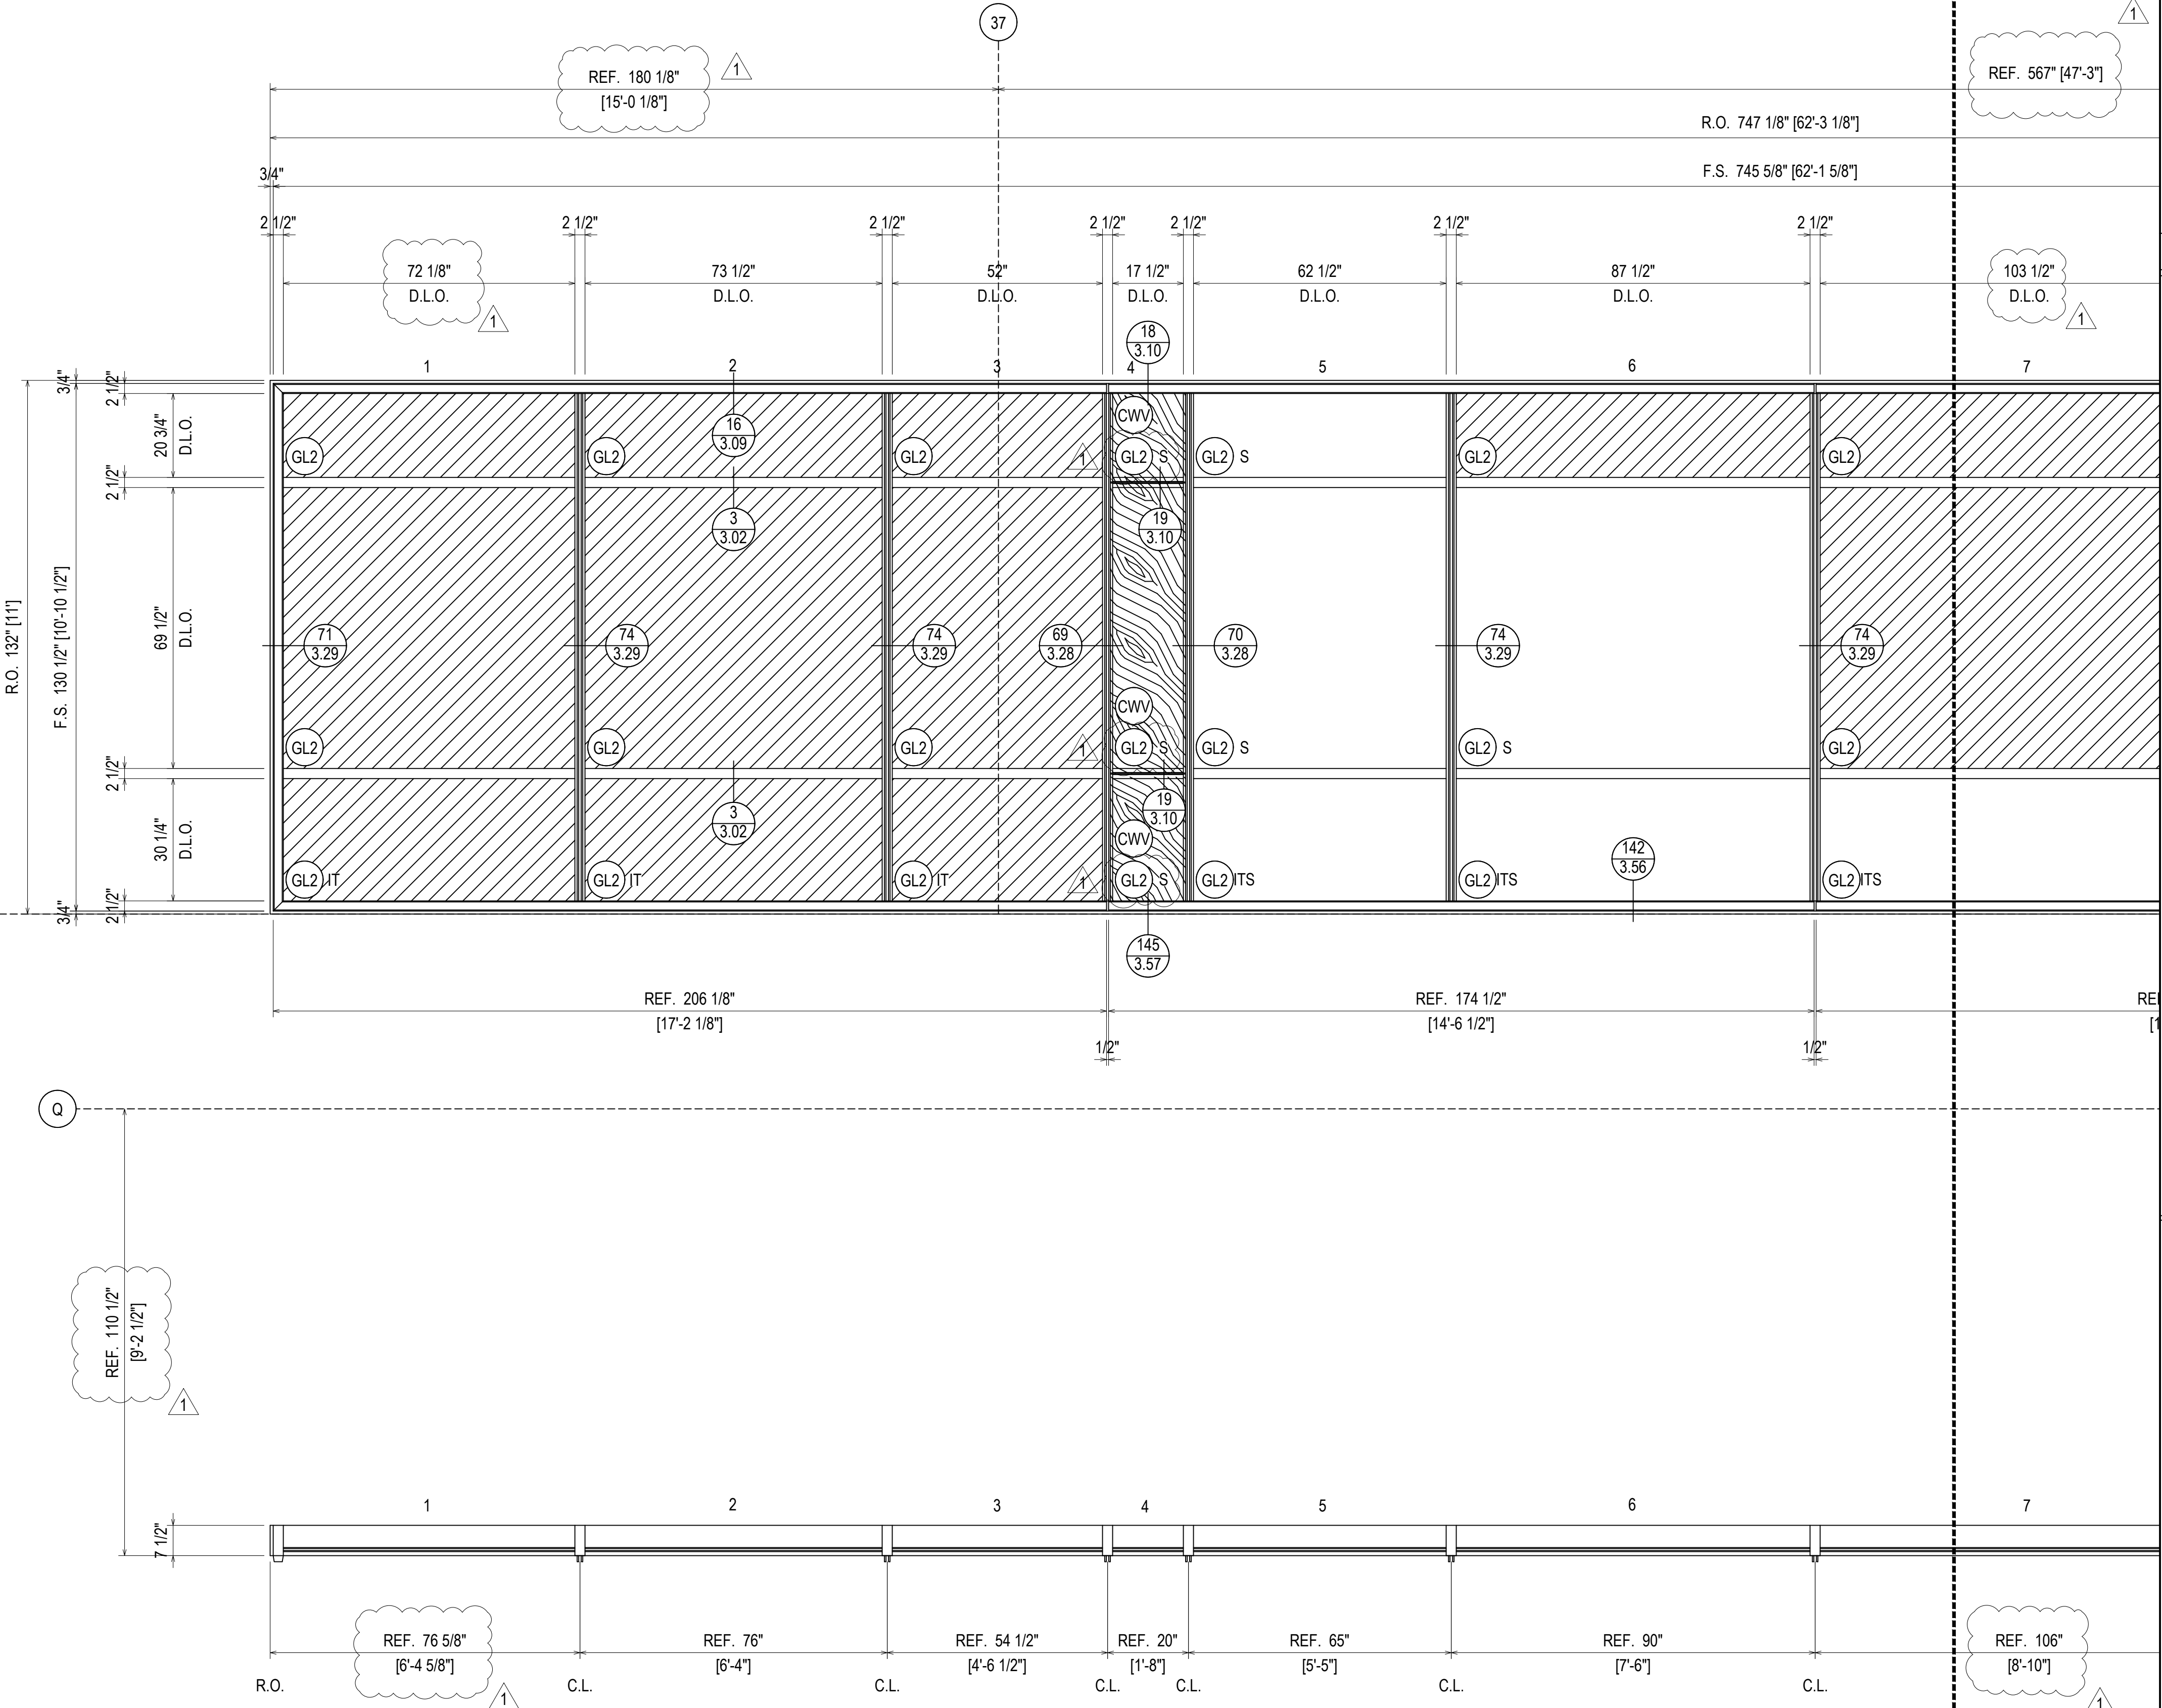 37
1
REF. 180 1/8"
[15'-0 1/8"]
1
REF. 567" [47'-3"]
R.O. 747 1/8" [62'-3 1/8"]
3/4"
F.S. 745 5/8" [62'-1 5/8"]
2 1/2"
2 1/2"
2 1/2"
2 1/2"
2 1/2"
2 1/2"
2 1/2"
72 1/8"
D.L.O.
1
73 1/2"
D.L.O.
52"
D.L.O.
17 1/2"
D.L.O.
62 1/2"
D.L.O.
87 1/2"
D.L.O.
103 1/2"
D.L.O.
1
18
3.10
1
2
3
4
5
6
7
R.O. 132" [11']
F.S. 130 1/2" [10'-10 1/2"]
3/4"
2 1/2"
20 3/4"
D.L.O.
2 1/2"
69 1/2"
D.L.O.
2 1/2"
30 1/4"
D.L.O.
2 1/2"
3/4"
16
3.09
CWV
GL2
GL2
GL2
1
GL2 S
GL2 S
GL2
GL2
3
3.02
19
3.10
71
3.29
74
3.29
74
3.29
69
3.28
70
3.28
74
3.29
74
3.29
CWV
GL2
GL2
GL2
1
GL2 S
GL2 S
GL2 S
GL2
3
3.02
19
3.10
CWV
142
3.56
GL2 IT
GL2 IT
GL2 IT
1
GL2 S
GL2 ITS
GL2 ITS
GL2 ITS
145
3.57
REF. 206 1/8"
[17'-2 1/8"]
REF. 174 1/2"
[14'-6 1/2"]
1/2"
1/2"
Q
REF. 110 1/2"
[9'-2 1/2"]
1
1
2
3
4
5
6
7
7 1/2"
REF. 76 5/8"
[6'-4 5/8"]
REF. 76"
[6'-4"]
REF. 54 1/2"
[4'-6 1/2"]
REF. 20"
[1'-8"]
REF. 65"
[5'-5"]
REF. 90"
[7'-6"]
REF. 106"
[8'-10"]
R.O.
1
C.L.
C.L.
C.L.
C.L.
C.L.
C.L.
1